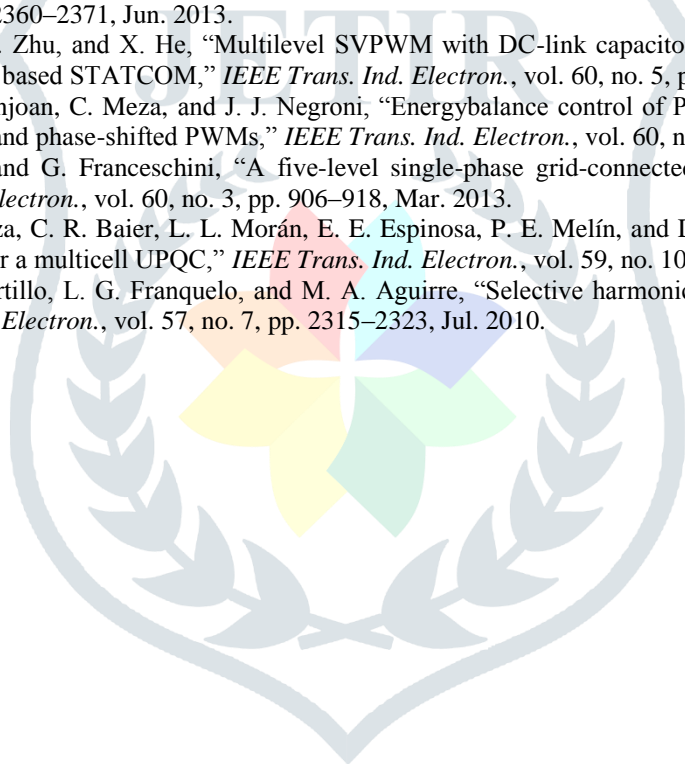 JETIR
2360–2371, Jun. 2013.
. Zhu, and X. He, “Multilevel SVPWM with DC-link capacito
based STATCOM,” IEEE Trans. Ind. Electron., vol. 60, no. 5, p
njoan, C. Meza, and J. J. Negroni, “Energybalance control of P
and phase-shifted PWMs,” IEEE Trans. Ind. Electron., vol. 60, n
and G. Franceschini, “A five-level single-phase grid-connected
lectron., vol. 60, no. 3, pp. 906–918, Mar. 2013.
za, C. R. Baier, L. L. Morán, E. E. Espinosa, P. E. Melín, and D
r a multicell UPQC,” IEEE Trans. Ind. Electron., vol. 59, no. 10
rtillo, L. G. Franquelo, and M. A. Aguirre, “Selective harmonic
Electron., vol. 57, no. 7, pp. 2315–2323, Jul. 2010.